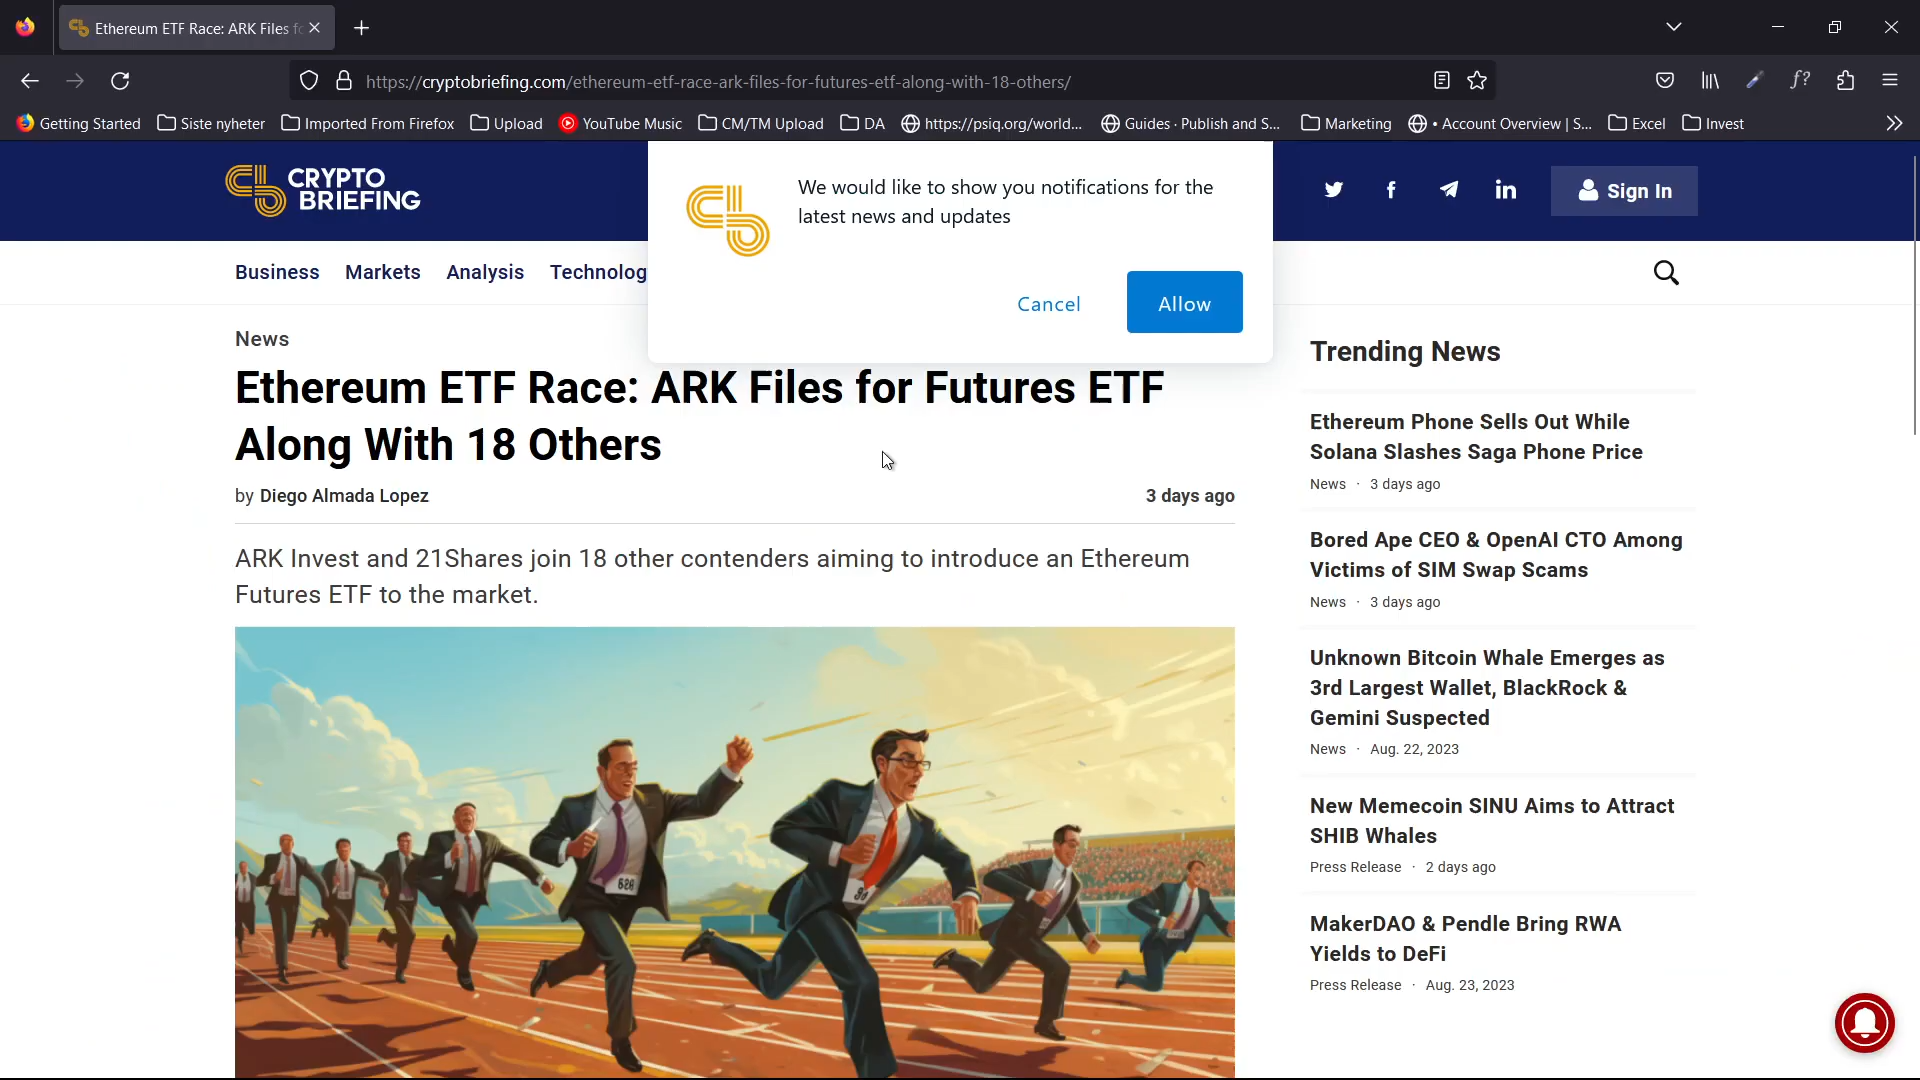 Ethereum ETF Race: ARK Files fo
https://cryptobriefing.com/ethereum-etf-race-ark-files-for-futures-etf-along-with-18-others/
Getting Started
Siste nyheter
Imported From Firefox
Upload
YouTube Music
CM/TM Upload
DA
https://psiq.org/world...
Guides · Publish and S...
Marketing
• Account Overview | S...
Excel
Invest
CRYPTO
BRIEFING
We would like to show you notifications for the
latest news and updates
Cancel
Allow
Sign In
Business
Markets
Analysis
Technolog
News
Ethereum ETF Race: ARK Files for Futures ETF
Along With 18 Others
by Diego Almada Lopez
3 days ago
ARK Invest and 21Shares join 18 other contenders aiming to introduce an Ethereum
Futures ETF to the market.
Trending News
Ethereum Phone Sells Out While
Solana Slashes Saga Phone Price
News · 3 days ago
Bored Ape CEO & OpenAI CTO Among
Victims of SIM Swap Scams
News · 3 days ago
Unknown Bitcoin Whale Emerges as
3rd Largest Wallet, BlackRock &
Gemini Suspected
News · Aug. 22, 2023
New Memecoin SINU Aims to Attract
SHIB Whales
Press Release · 2 days ago
MakerDAO & Pendle Bring RWA
Yields to DeFi
Press Release · Aug. 23, 2023